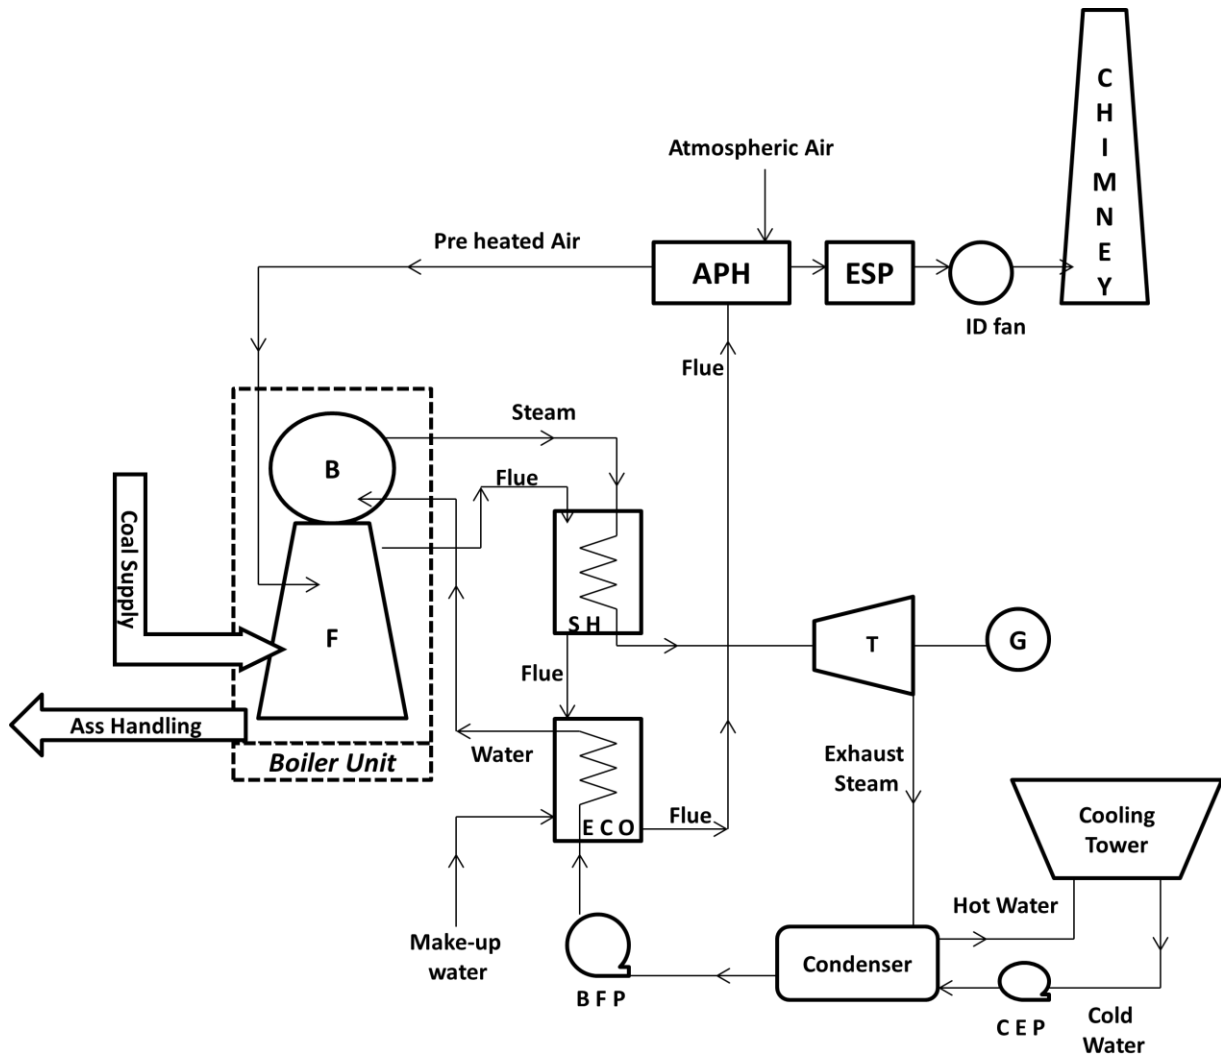 CHIMNEY
Atmospheric Air
Pre heated Air
APH
ESP
ID fan
Flue
Steam
B
Flue
Coal Supply
F
S H
T
G
Flue
Ass Handling
Water
Boiler Unit
Exhaust
Steam
E C O
Flue
Cooling
Tower
Hot Water
Make-up
water
Condenser
B F P
C E P
Cold
Water